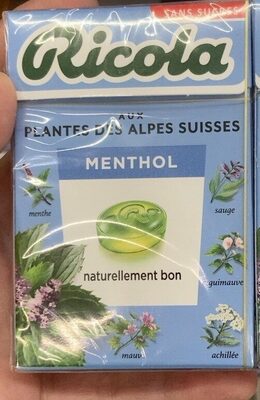 SANS SUCRES
Ricola
AUX
PLANTES DES ALPES SUISSES
MENTHOL
menthe
sauge
naturellement bon
guimauve
mauve
achillée